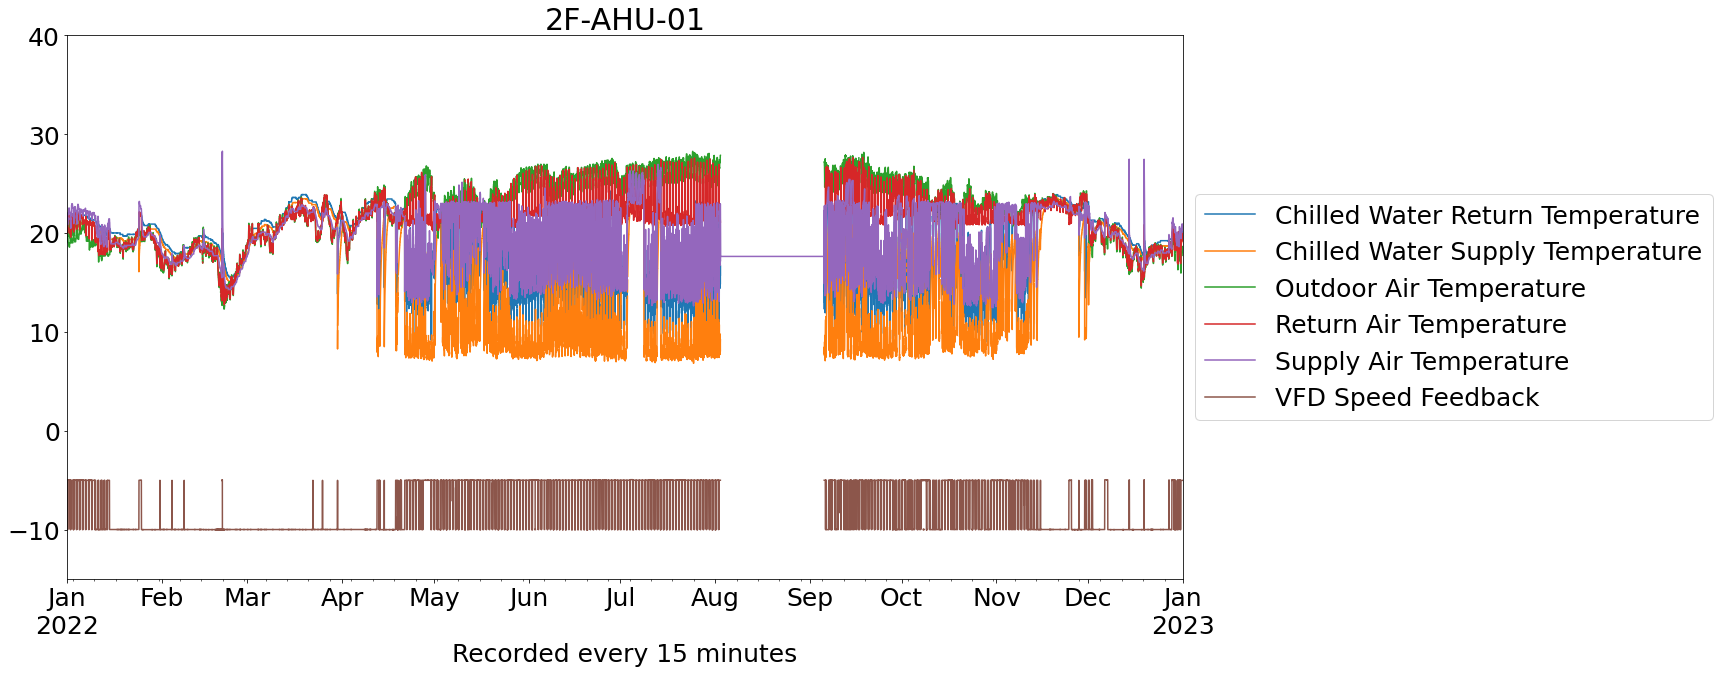 2F-AHU-01
40
30
20
10
0
−10
Jan Feb Mar Apr May Jun Jul Aug Sep Oct Nov Dec Jan
2022 2023
Recorded every 15 minutes
Chilled Water Return Temperature
Chilled Water Supply Temperature
Outdoor Air Temperature
Return Air Temperature
Supply Air Temperature
VFD Speed Feedback